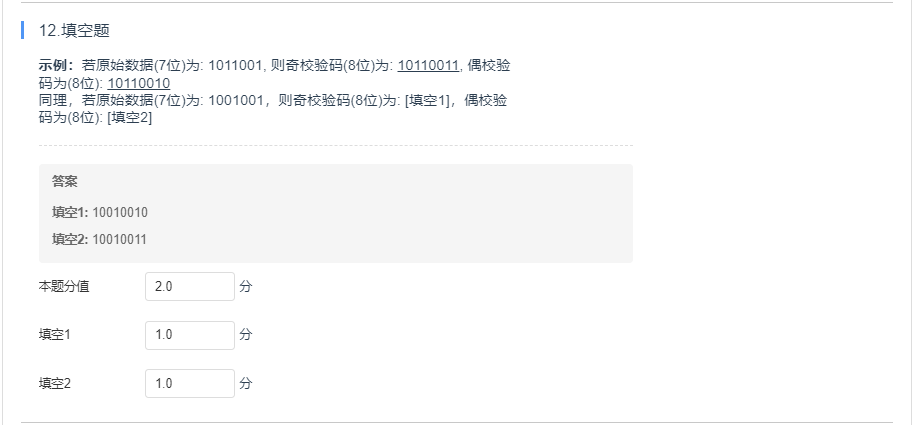 12.填空题
示例：若原始数据(7位)为: 1011001, 则奇校验码(8位)为: 10110011, 偶校验
码为(8位): 10110010
同理，若原始数据(7位)为: 1001001，则奇校验码(8位)为: [填空1]，偶校验
码为(8位): [填空2]
答案
填空1: 10010010
填空2: 10010011
本题分值 2.0 分
填空1 1.0 分
填空2 1.0 分